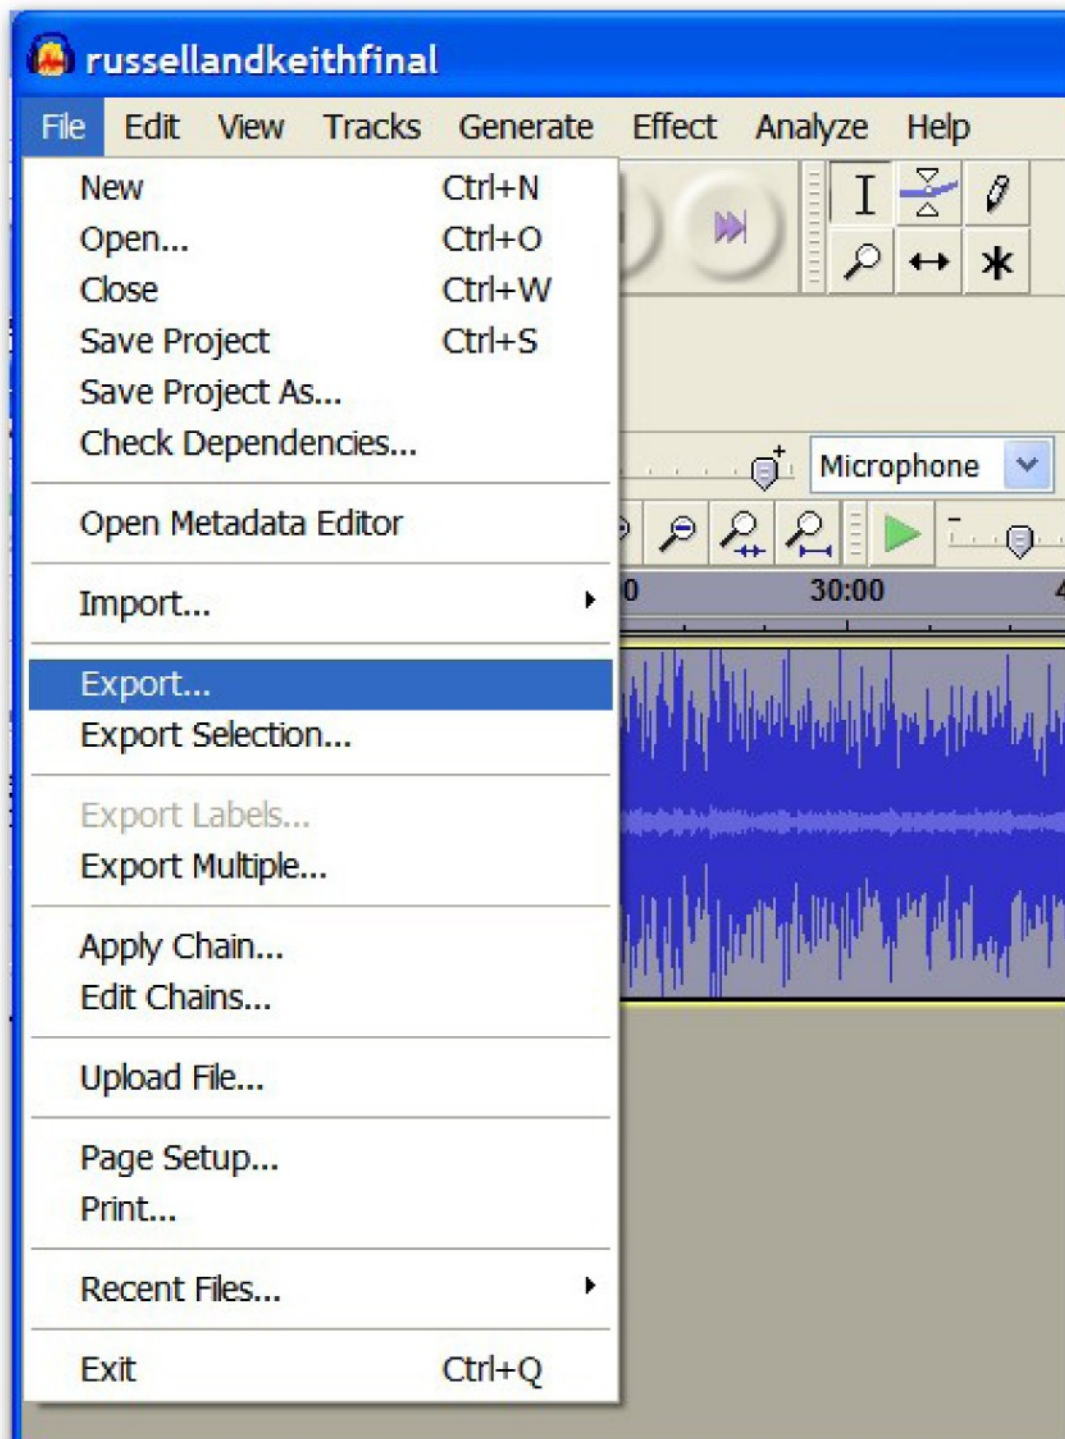 russellandkeithfinal
File Edit View Tracks Generate Effect Analyze Help
New Ctrl+N
Open... Ctrl+O
Close Ctrl+W
Save Project Ctrl+S
Save Project As...
Check Dependencies...
Open Metadata Editor
Import...
Export...
Export Selection...
Export Labels...
Export Multiple...
Apply Chain...
Edit Chains...
Upload File...
Page Setup...
Print...
Recent Files...
Exit Ctrl+Q
Microphone
30:00